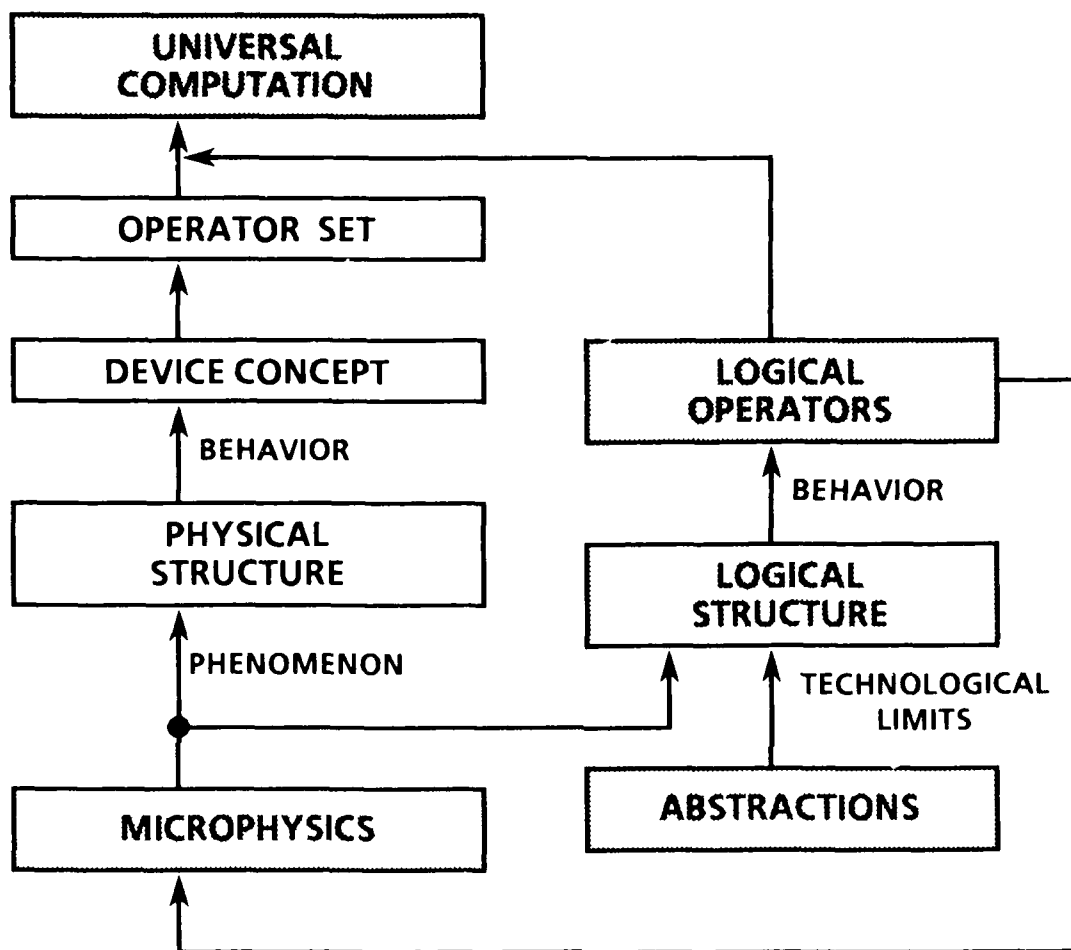 UNIVERSAL
COMPUTATION
OPERATOR SET
DEVICE CONCEPT
BEHAVIOR
PHYSICAL
STRUCTURE
PHENOMENON
MICROPHYSICS
LOGICAL
OPERATORS
BEHAVIOR
LOGICAL
STRUCTURE
TECHNOLOGICAL
LIMITS
ABSTRACTIONS